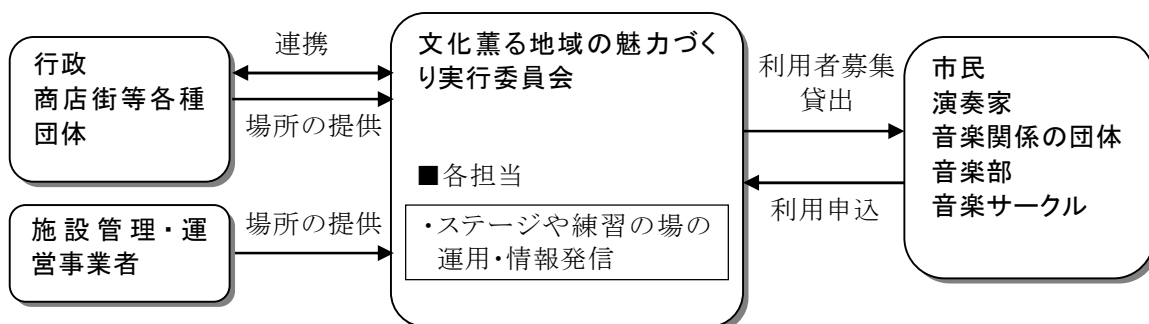 行政
商店街等各種
団体
施設管理・運
営事業者
連携
場所の提供
場所の提供
文化薫る地域の魅力づく
り実行委員会
■各担当
・ステージや練習の場の
運用・情報発信
利用者募集
貸出
利用申込
市民
演奏家
音楽関係の団体
音楽部
音楽サークル